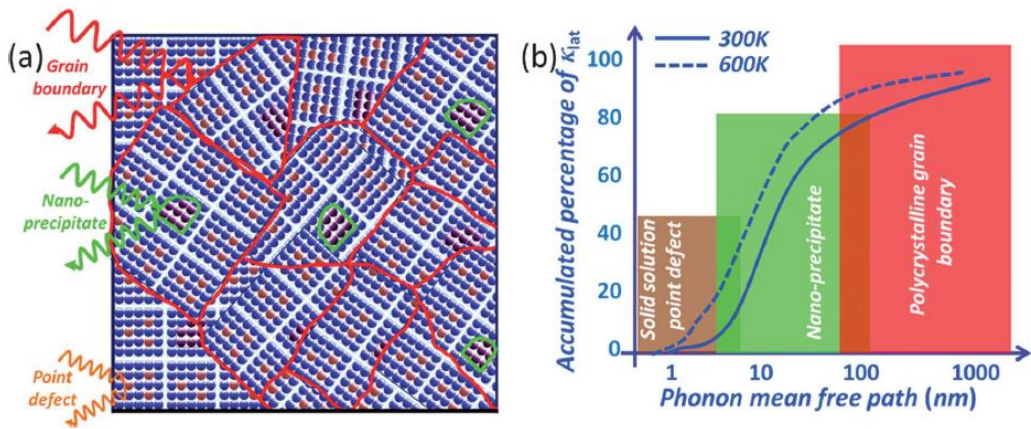 (a)
Grain
boundary
Nano-
precipitate
Point
defect
(b)
Accumulated percentage of κlat
100
80
60
40
20
0
300K
600K
Solid solution
point defect
Nano-precipitate
Polycrystalline grain
boundary
1 10 100 1000
Phonon mean free path (nm)